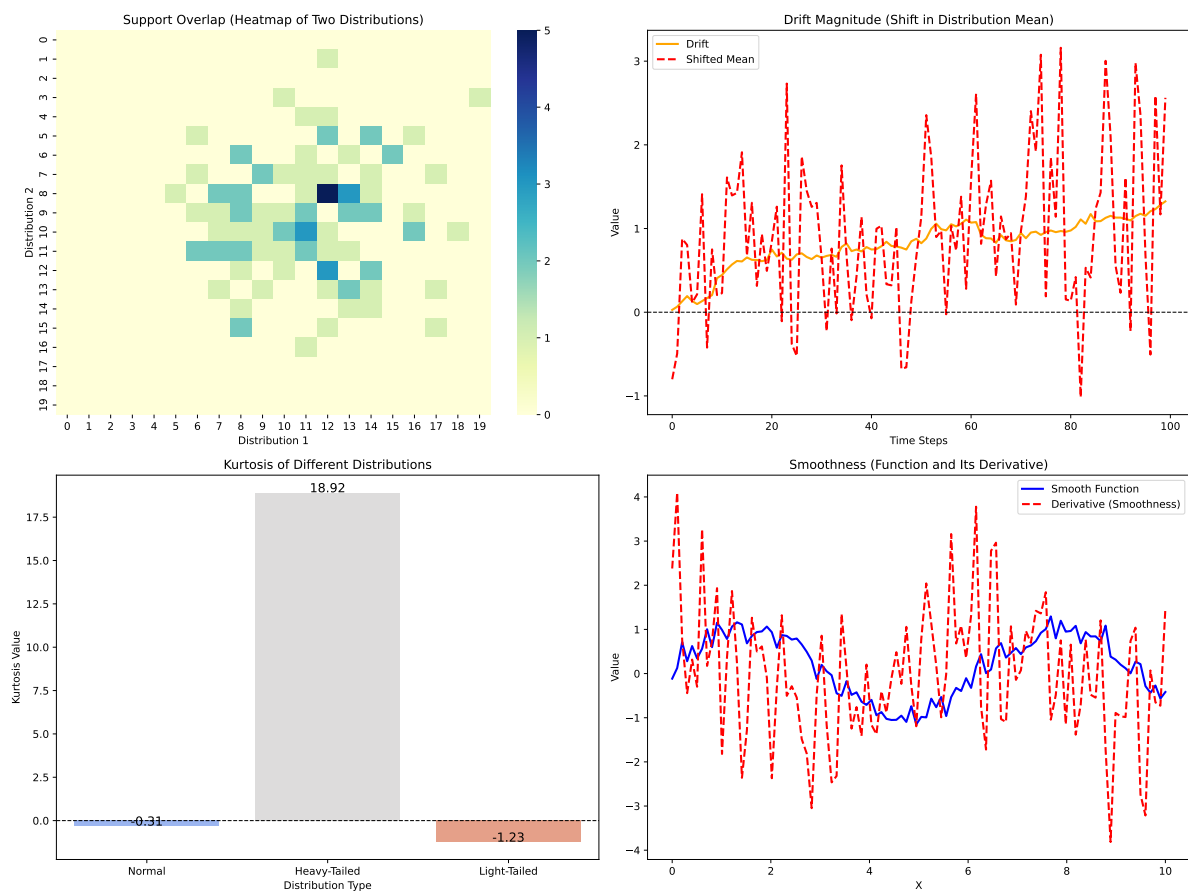 Support Overlap (Heatmap of Two Distributions)
Distribution 2
0
1
2
3
4
5
6
7
8
9
10
11
12
13
14
15
16
17
18
19
0 1 2 3 4 5 6 7 8 9 10 11 12 13 14 15 16 17 18 19
Distribution 1
5
4
3
2
1
0
Drift Magnitude (Shift in Distribution Mean)
Drift
Shifted Mean
Value
3
2
1
0
−1
0 20 40 60 80 100
Time Steps
Kurtosis of Different Distributions
Kurtosis Value
17.5
15.0
12.5
10.0
7.5
5.0
2.5
0.0
-0.31
18.92
-1.23
Normal Heavy-Tailed Light-Tailed
Distribution Type
Smoothness (Function and Its Derivative)
Smooth Function
Derivative (Smoothness)
Value
4
3
2
1
0
−1
−2
−3
−4
0 2 4 6 8 10
X